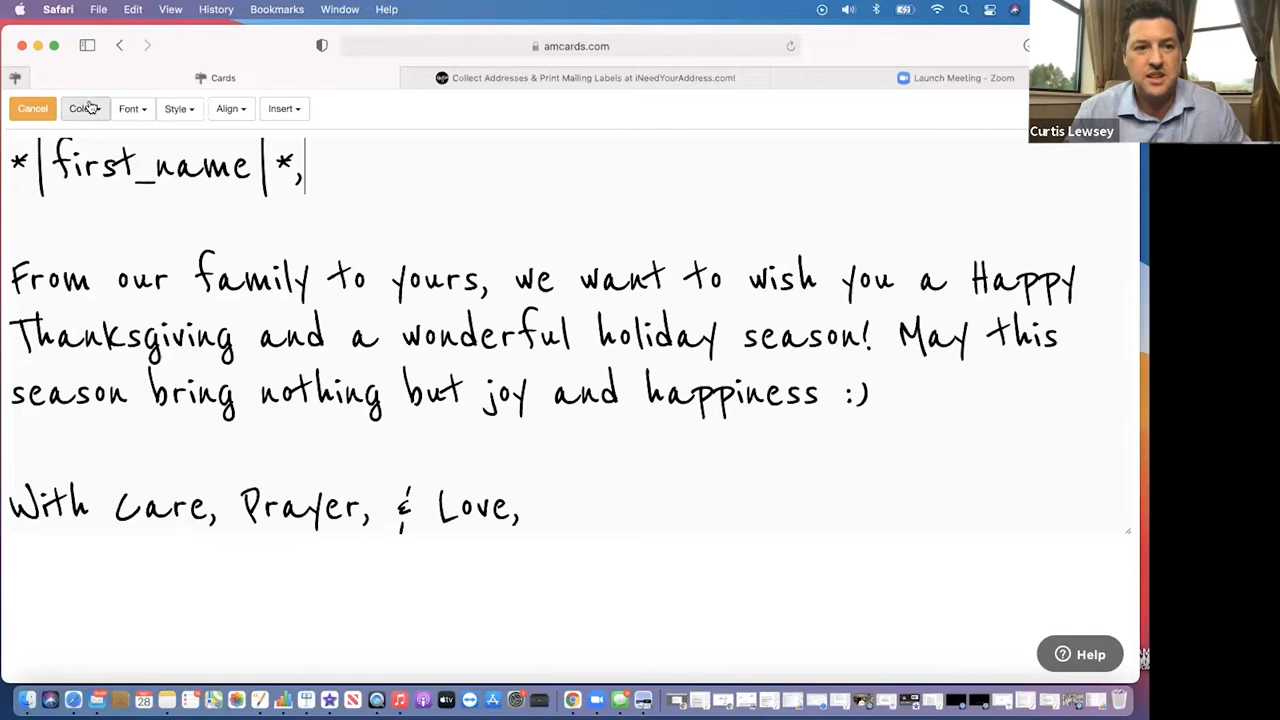 Safari File Edit View History Bookmarks Window Help
amcards.com
Cards
Collect Addresses & Print Mailing Labels at iNeedYourAddress.com!
Launch Meeting - Zoom
Cancel Font Style Align Insert
*|first_name|*,
From our family to yours, we want to wish you a Happy
Thanksgiving and a wonderful holiday season! May this
season bring nothing but joy and happiness :)
With Care, Prayer, & Love,
Help
Curtis Lewsey
28